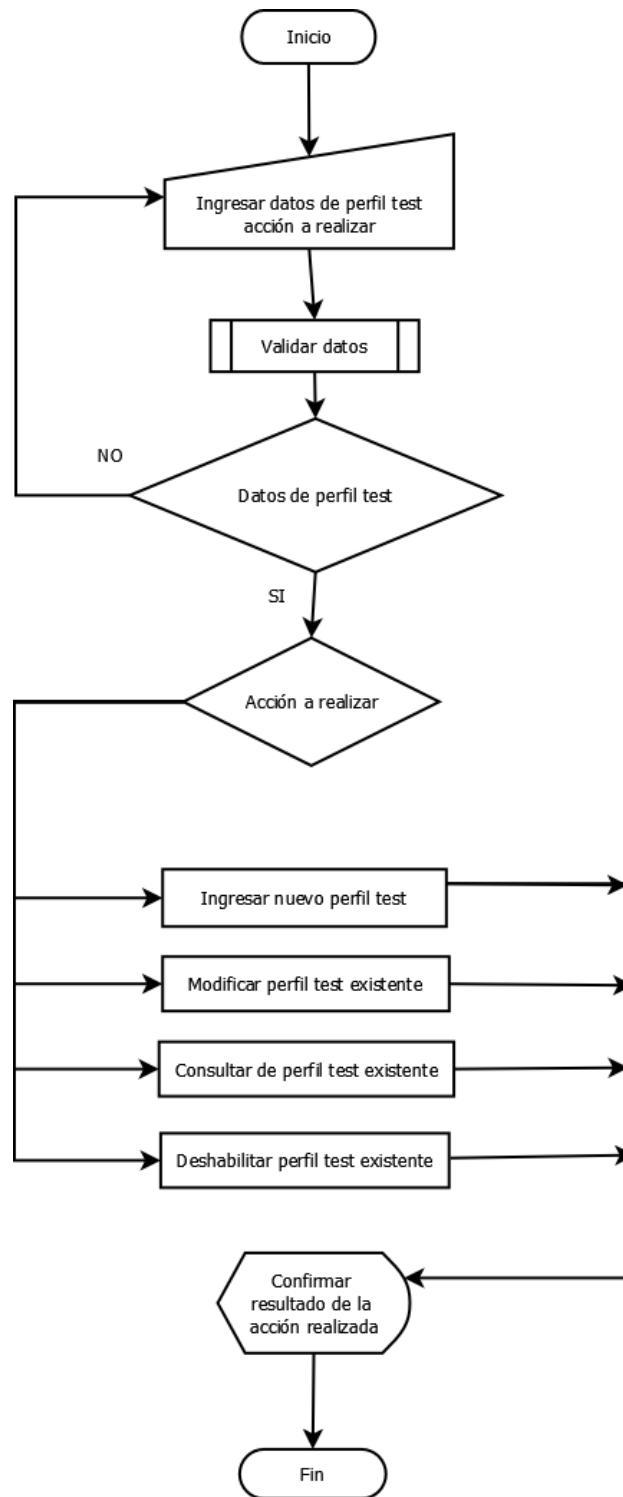 Inicio
Ingresar datos de perfil test
acción a realizar
Validar datos
NO
Datos de perfil test
SI
Acción a realizar
Ingresar nuevo perfil test
Modificar perfil test existente
Consultar de perfil test existente
Deshabilitar perfil test existente
Confirmar
resultado de la
acción realizada
Fin